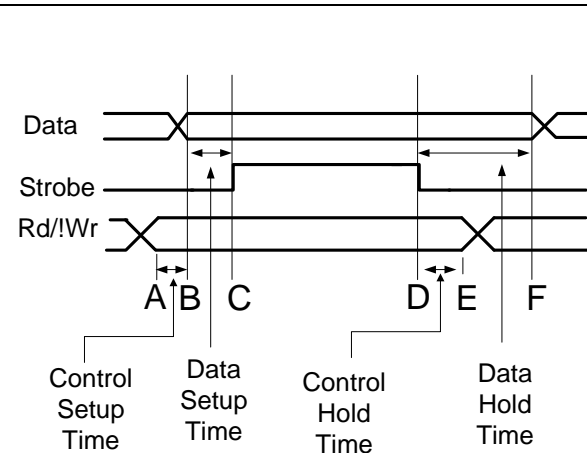 Data
Strobe
Rd/!Wr
A B C D E F
Control
Setup
Time
Data
Setup
Time
Control
Hold
Time
Data
Hold
Time